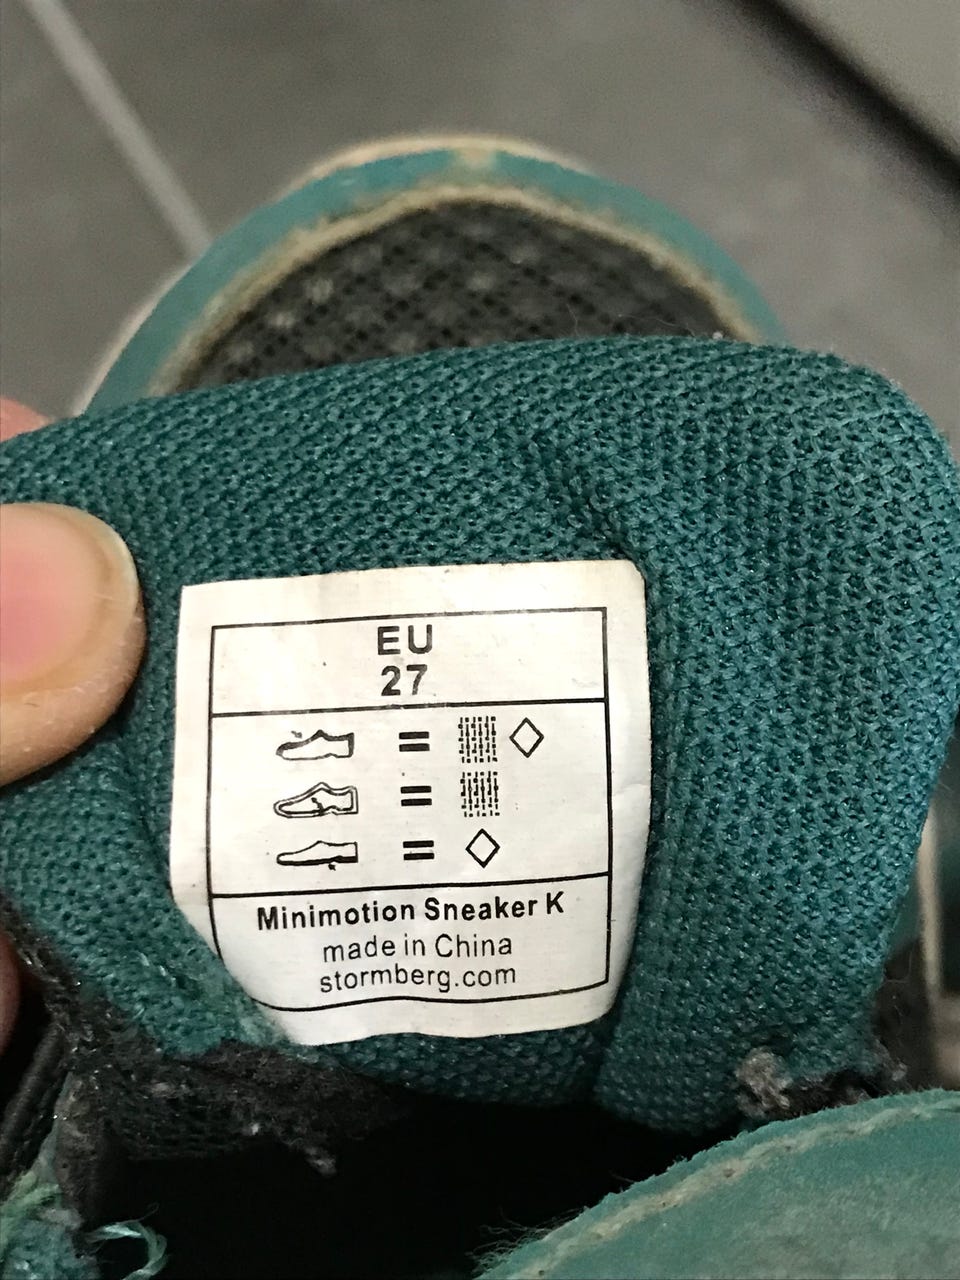 EU
27
=
=
=
Minimotion Sneaker K
made in China
stormberg.com